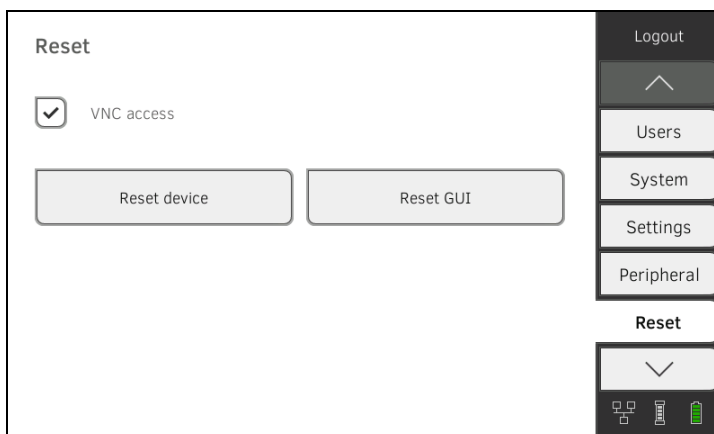 Reset
VNC access
Reset device
Reset GUI
Logout
Users
System
Settings
Peripheral
Reset